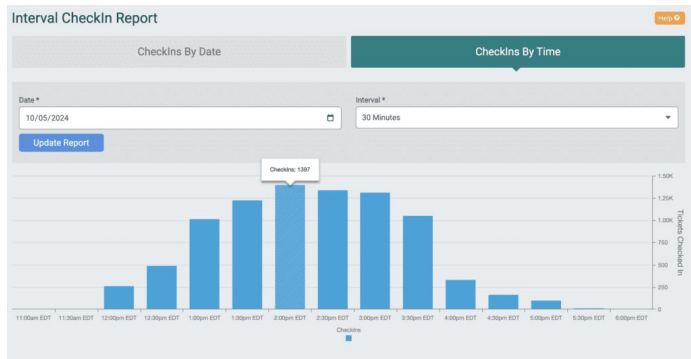 Interval CheckIn Report
Help
CheckIns By Date
CheckIns By Time
Date *
Interval *
10/05/2024
30 Minutes
Update Report
CheckIns; 1397
1.50K
1.25K
1.00K
750
500
250
0
Tickets Checked In
11:00am EDT 11:30am EDT 12:00pm EDT 12:30pm EDT 1:00pm EDT 1:30pm EDT 2:00pm EDT 2:30pm EDT 3:00pm EDT 3:30pm EDT 4:00pm EDT 4:30pm EDT 5:00pm EDT 5:30pm EDT 6:00pm EDT
CheckIns